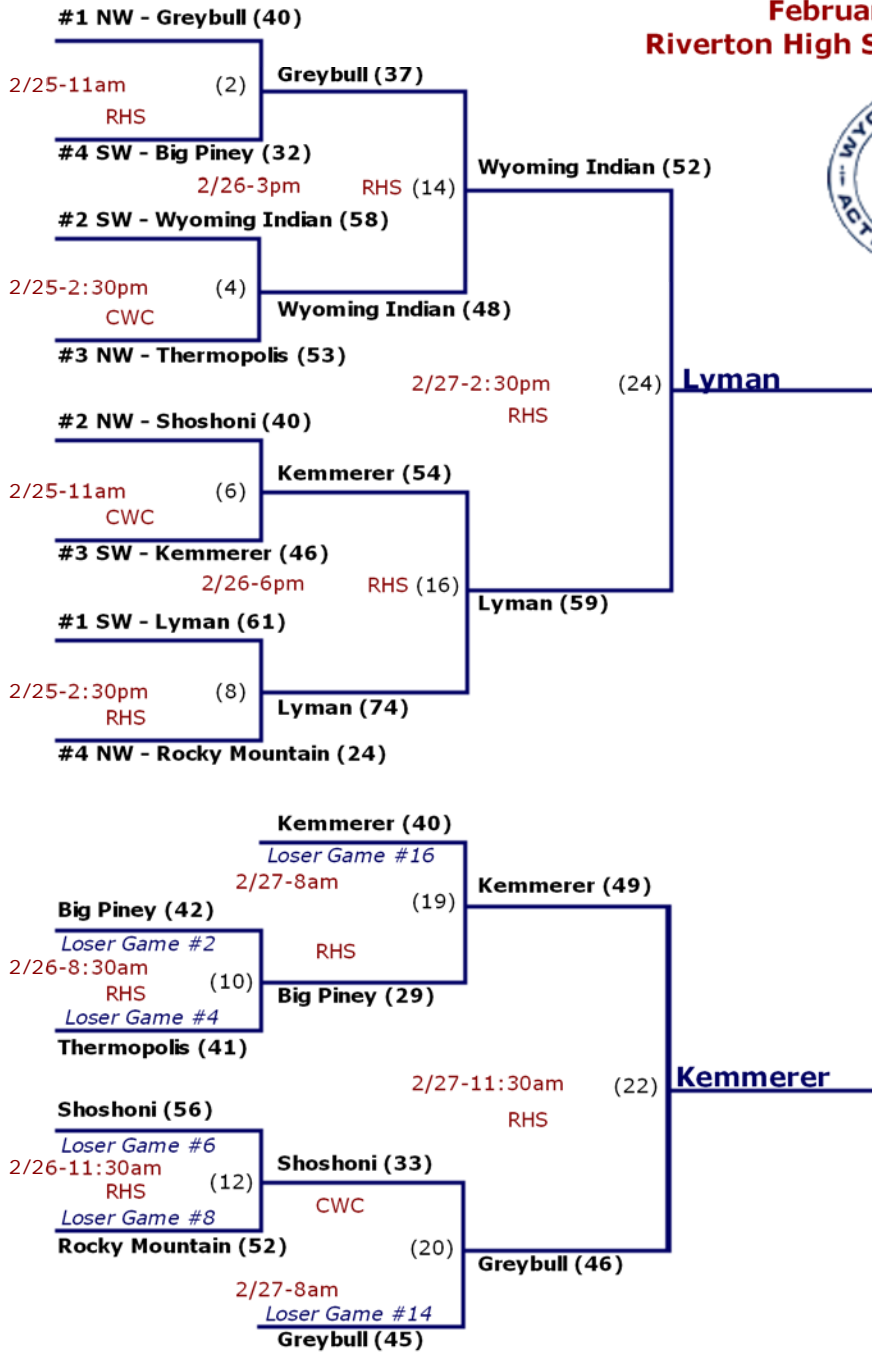 #1 NW - Greybull (40)
Februar
Riverton High S
2/25-11am
(2)
Greybull (37)
RHS
#4 SW - Big Piney (32)
2/26-3pm
RHS (14)
Wyoming Indian (52)
#2 SW - Wyoming Indian (58)
2/25-2:30pm
(4)
CWC
Wyoming Indian (48)
#3 NW - Thermopolis (53)
2/27-2:30pm
(24)
Lyman
RHS
#2 NW - Shoshoni (40)
Kemmerer (54)
2/25-11am
(6)
CWC
#3 SW - Kemmerer (46)
2/26-6pm
RHS (16)
Lyman (59)
#1 SW - Lyman (61)
2/25-2:30pm
(8)
RHS
Lyman (74)
#4 NW - Rocky Mountain (24)
Kemmerer (40)
Loser Game #16
2/27-8am
(19)
Kemmerer (49)
Big Piney (42)
Loser Game #2
2/26-8:30am
RHS
(10)
RHS
Big Piney (29)
Loser Game #4
Thermopolis (41)
2/27-11:30am
(22)
Kemmerer
RHS
Shoshoni (56)
Loser Game #6
2/26-11:30am
RHS
(12)
Shoshoni (33)
CWC
Loser Game #8
Rocky Mountain (52)
(20)
Greybull (46)
2/27-8am
Loser Game #14
Greybull (45)